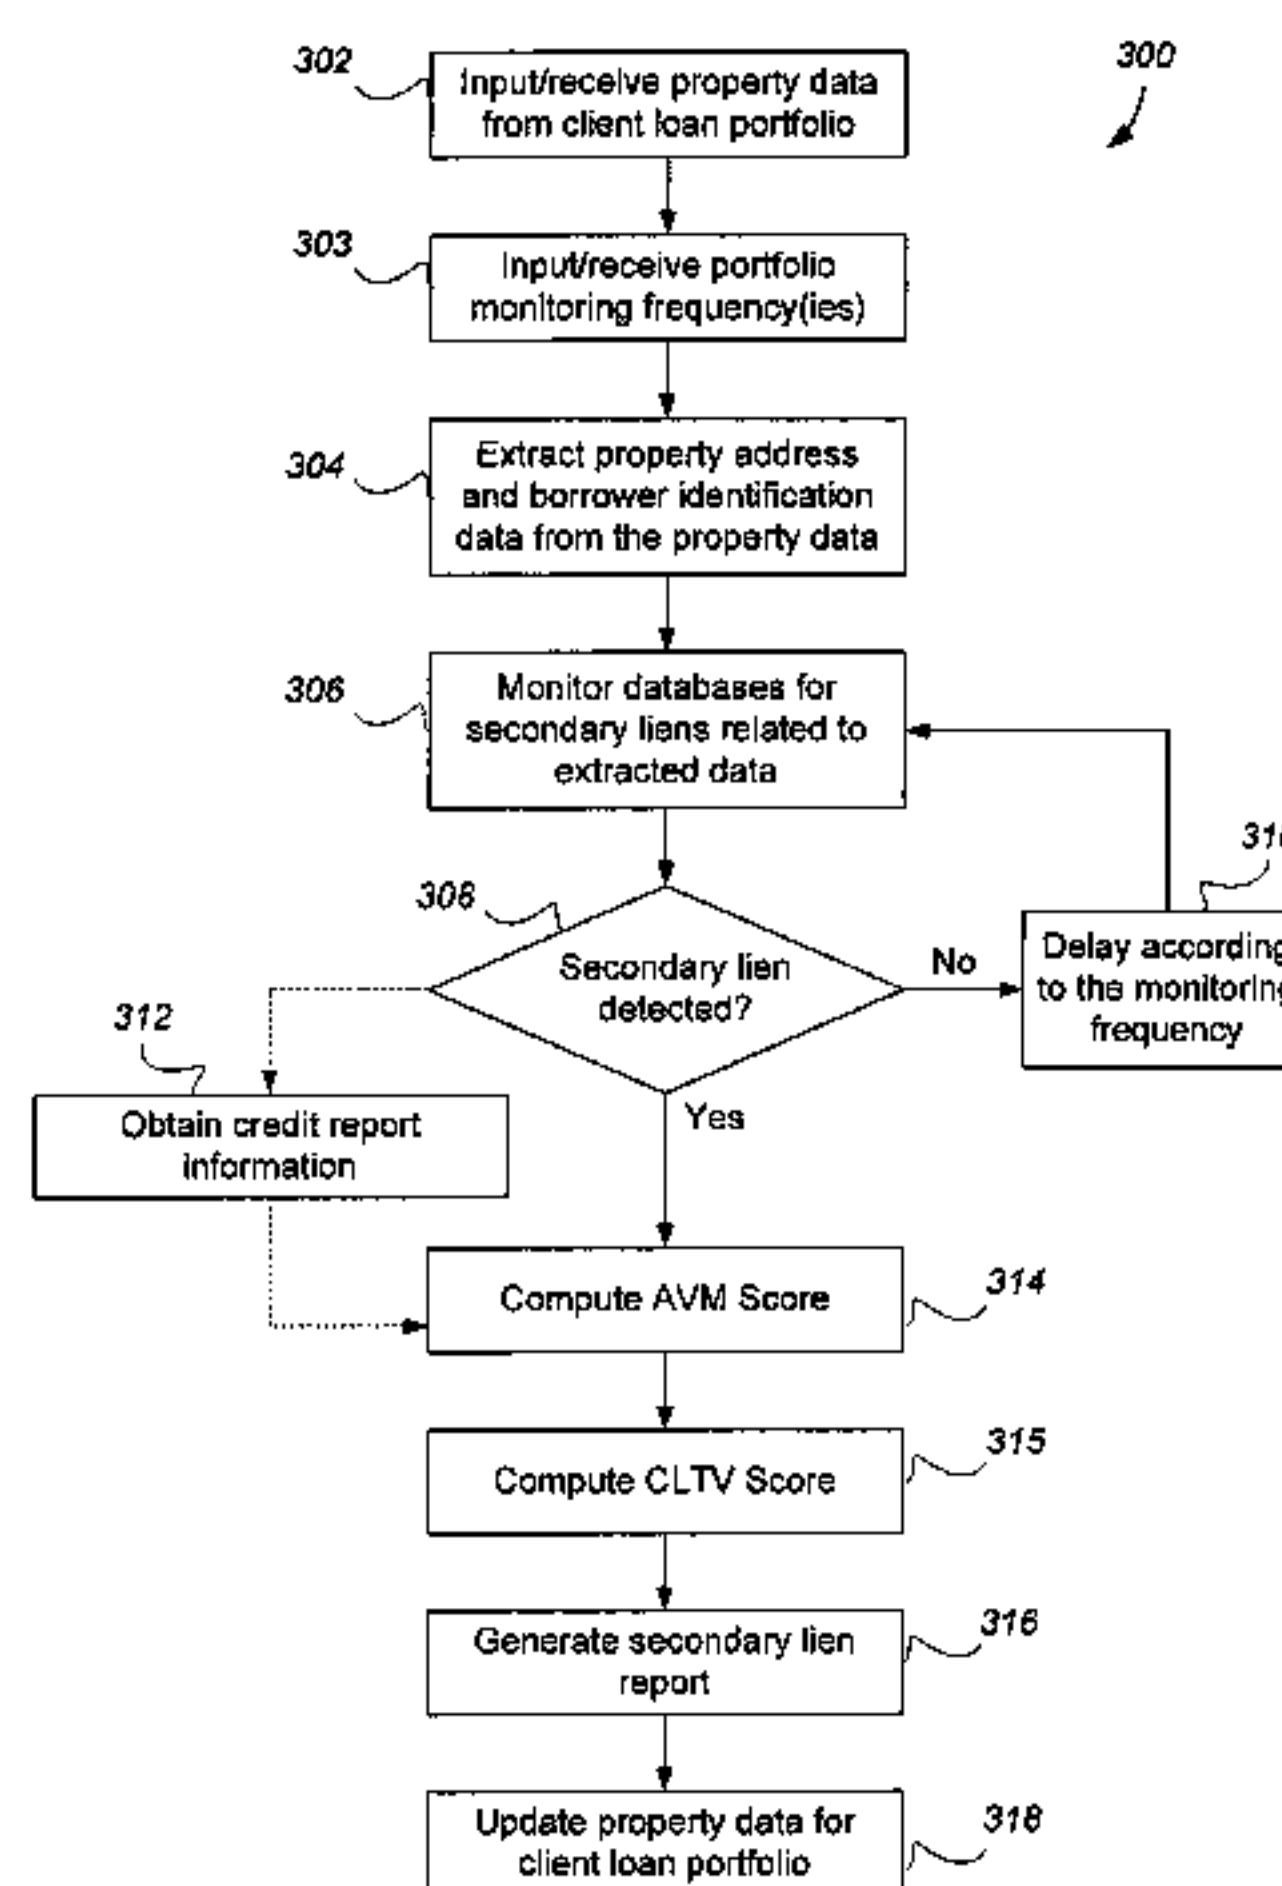 300
302
Input/receive property data
from client loan portfolio
303
Input/receive portfolio
monitoring frequency(ies)
304
Extract property address
and borrower identification
data from the property data
306
Monitor databases for
secondary liens related to
extracted data
308
Secondary lien
detected?
No
Delay according
to the monitoring
frequency
312
Obtain credit report
information
Yes
Compute AVM Score
314
Compute CLTV Score
315
Generate secondary lien
report
316
Update property data for
client loan portfolio
318